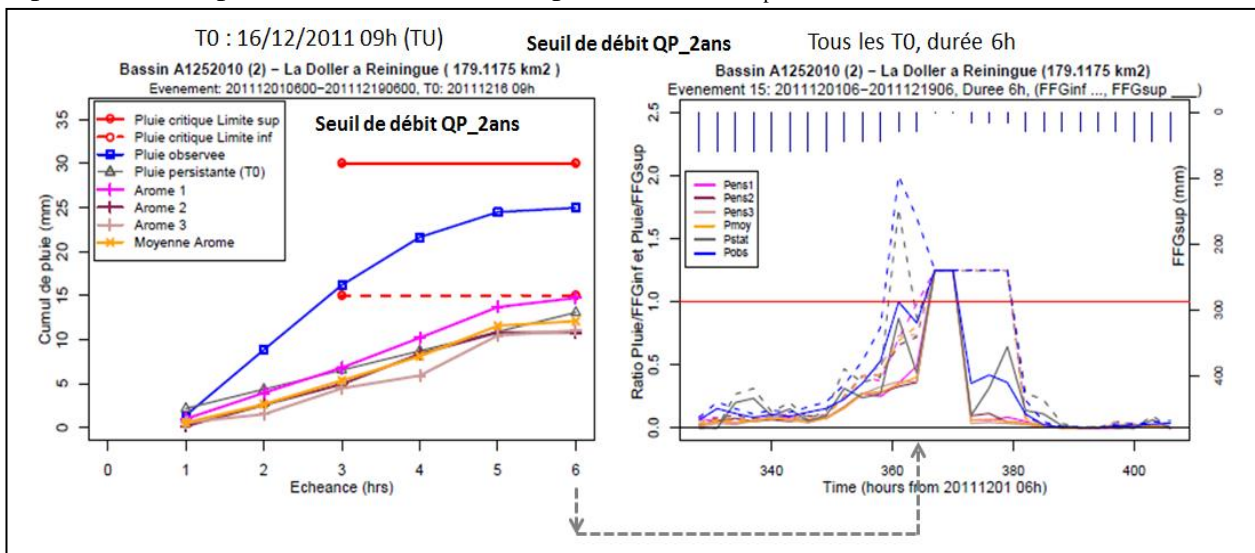 T0 : 16/12/2011 09h (TU)
Seuil de débit QP_2ans
Tous les T0, durée 6h
Bassin A1252010 (2) – La Doller a Reiningue ( 179.1175 km2 )
Evenement: 201112010600–201112190600, T0: 20111216 09h
Seuil de débit QP_2ans
Pluie critique Limite sup
Pluie critique Limite inf
Pluie observee
Pluie persistante (T0)
Arome 1
Arome 2
Arome 3
Moyenne Arome
Cumul de pluie (mm)
35
30
25
20
15
10
5
0
0 1 2 3 4 5 6
Echeance (hrs)
Bassin A1252010 (2) – La Doller a Reiningue (179.1175 km2)
Evenement 15: 2011120106–2011121906, Duree 6h, (FFGinf ..., FFGsup ___)
Ratio Pluie/FFGinf et Pluie/FFGsup
2.5
2.0
1.5
1.0
0.5
0.0
Pens1
Pens2
Pens3
Pmoy
Pstat
Pobs
0
100
200
300
400
FFGsup (mm)
340 360 380 400
Time (hours from 20111201 06h)